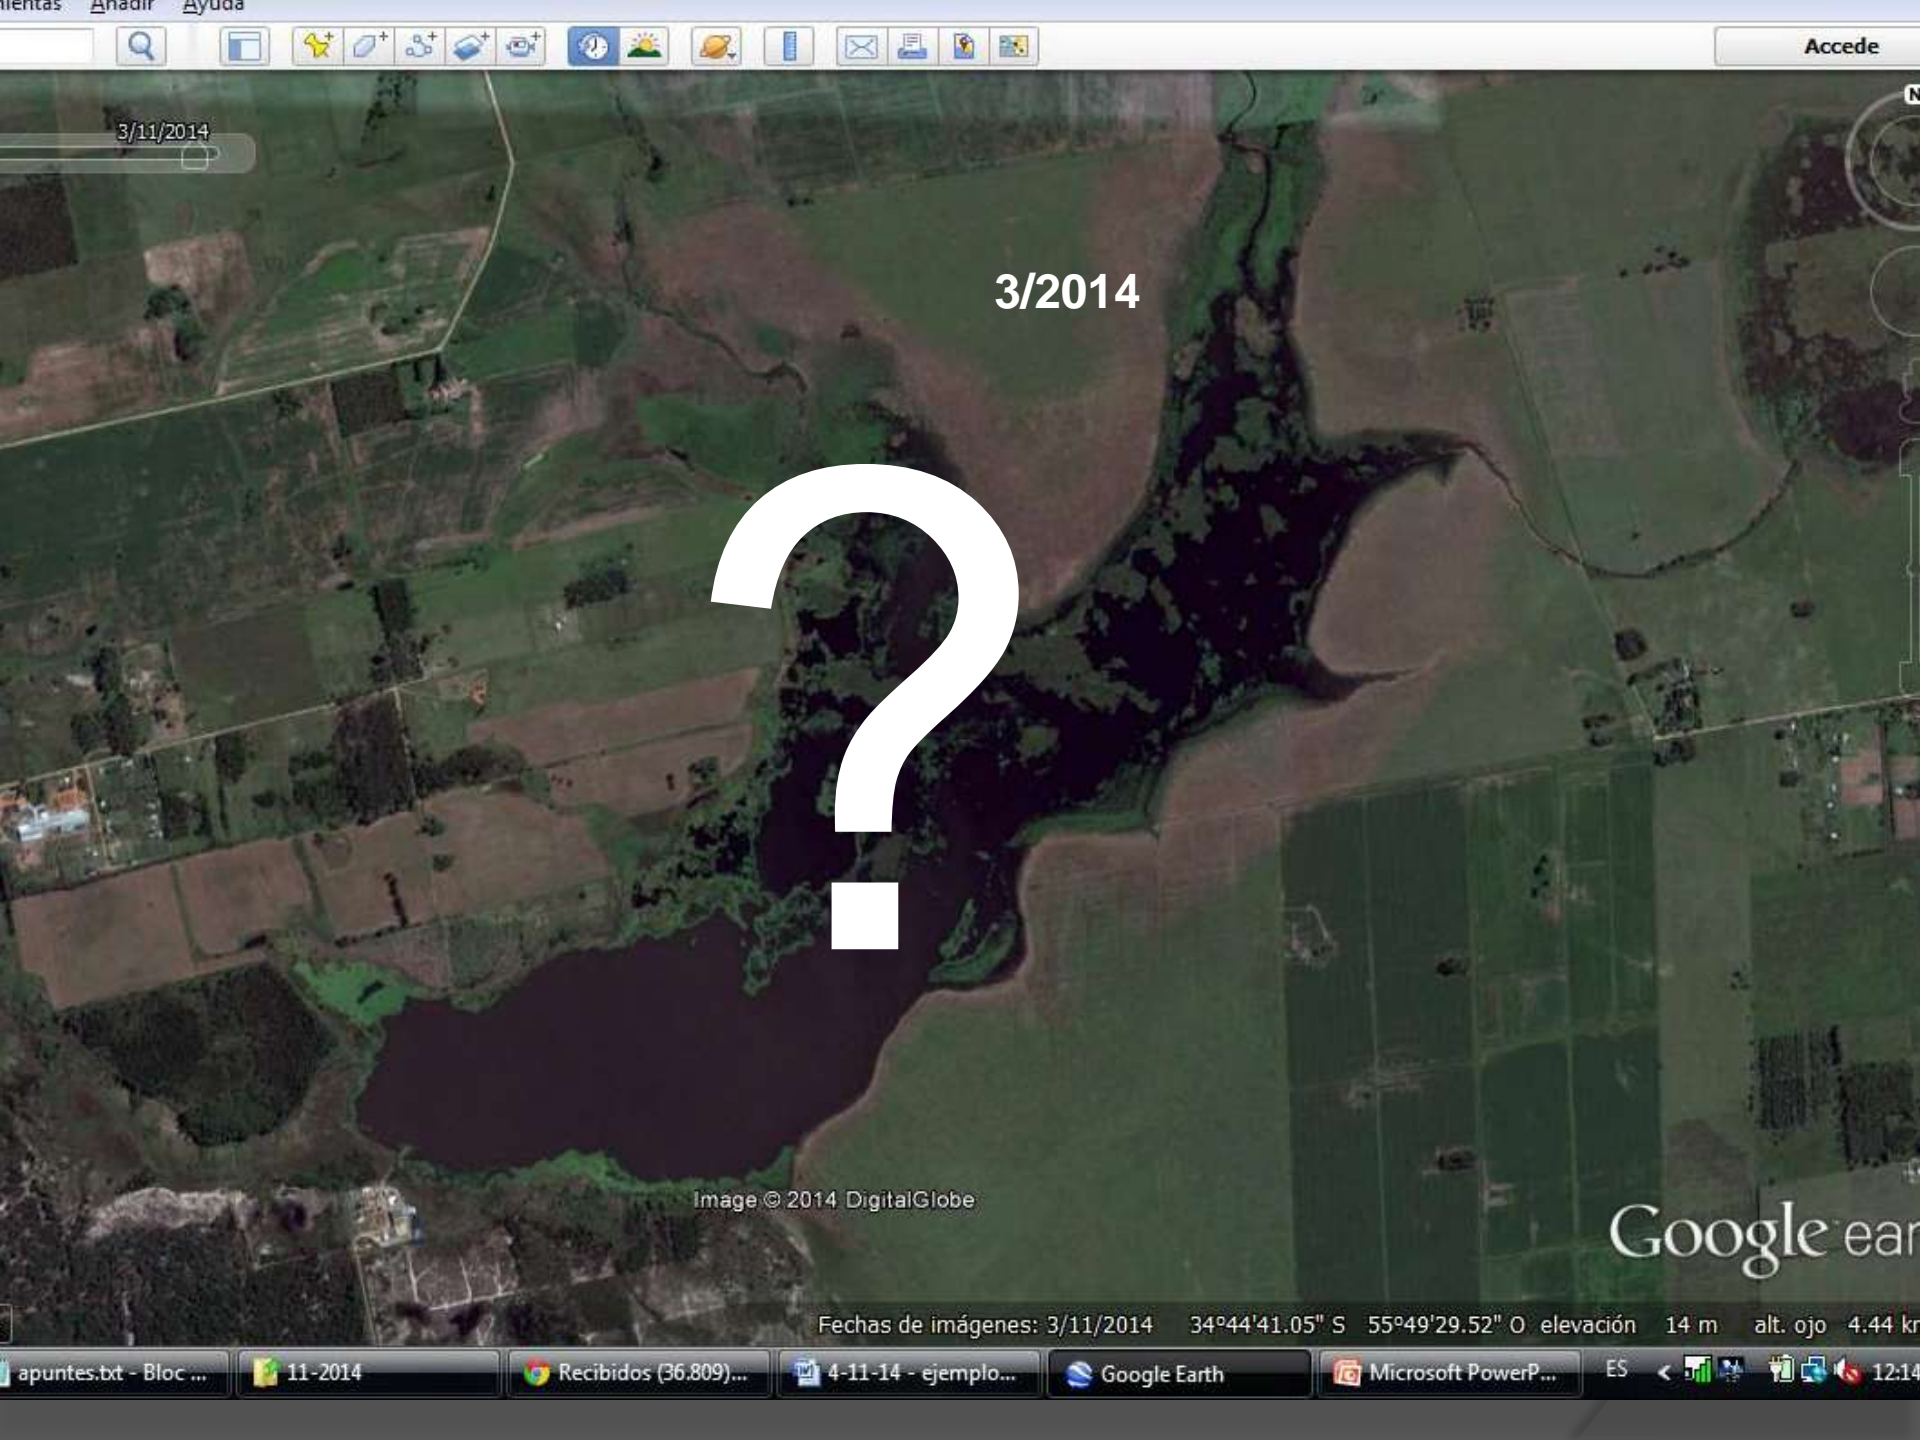 Añadir Ayuda
Accede
N
3/11/2014
3/2014
?
Image © 2014 DigitalGlobe
Google ear
Fechas de imágenes: 3/11/2014 34°44'41.05" S 55°49'29.52" O elevación 14 m alt. ojo 4.44 km
apuntes.txt - Bloc ... 11-2014 Recibidos (36.809)... 4-11-14 - ejemplo... Google Earth Microsoft PowerP... ES < 12:14